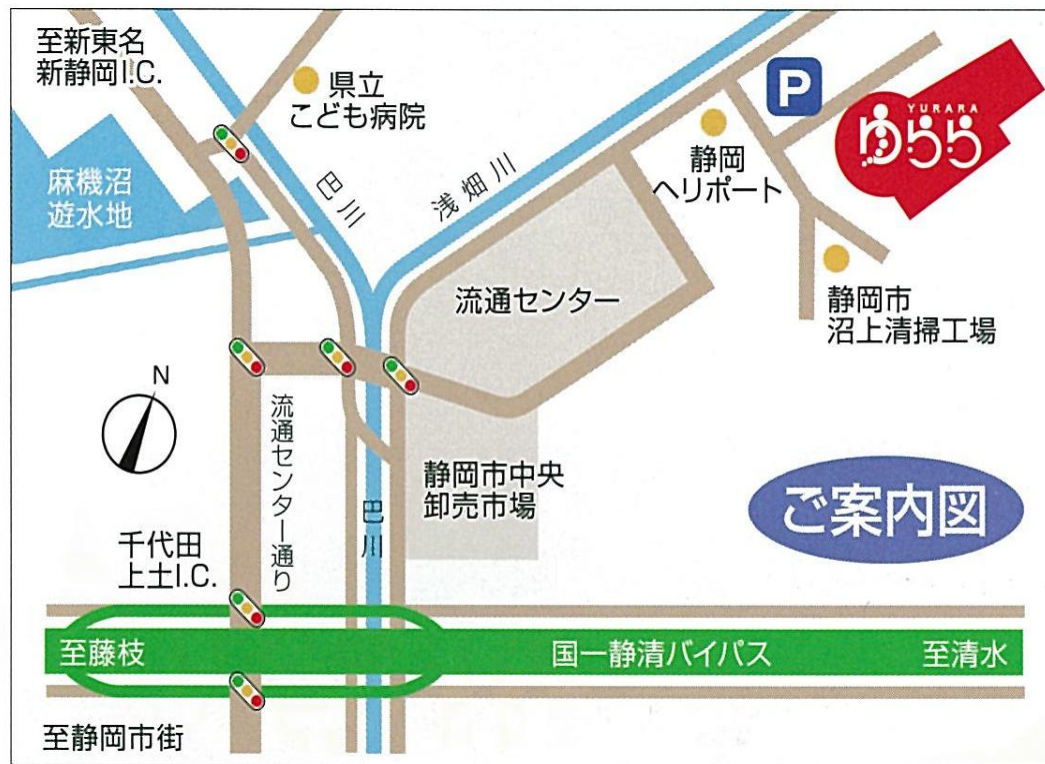 至新東名
新静岡I.C.
県立
こども病院
P
YURARA
ゆらら
麻機沼
遊水地
巴川
浅畑川
静岡
ヘリポート
流通センター
静岡市
沼上清掃工場
N
流通センター通り
静岡市中央
卸売市場
巴川
ご案内図
千代田
上土I.C.
至藤枝
国一静清バイパス
至清水
至静岡市街